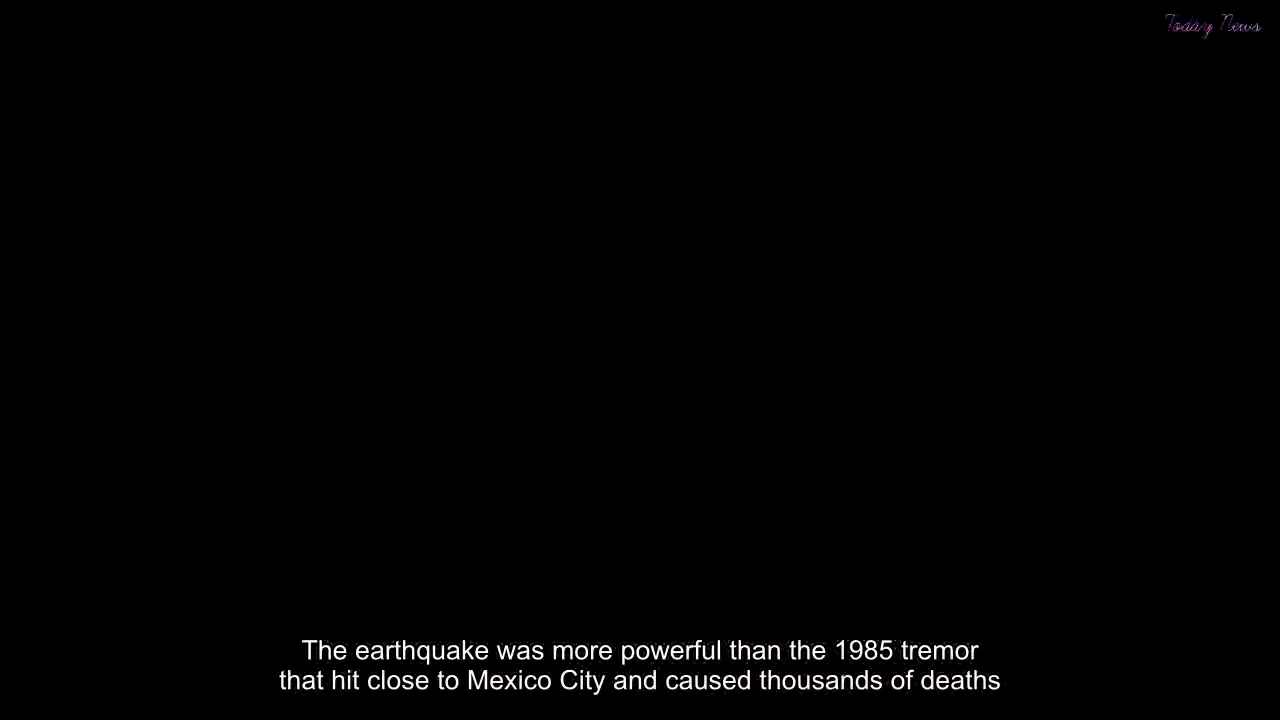 Today News
The earthquake was more powerful than the 1985 tremor
that hit close to Mexico City and caused thousands of deaths